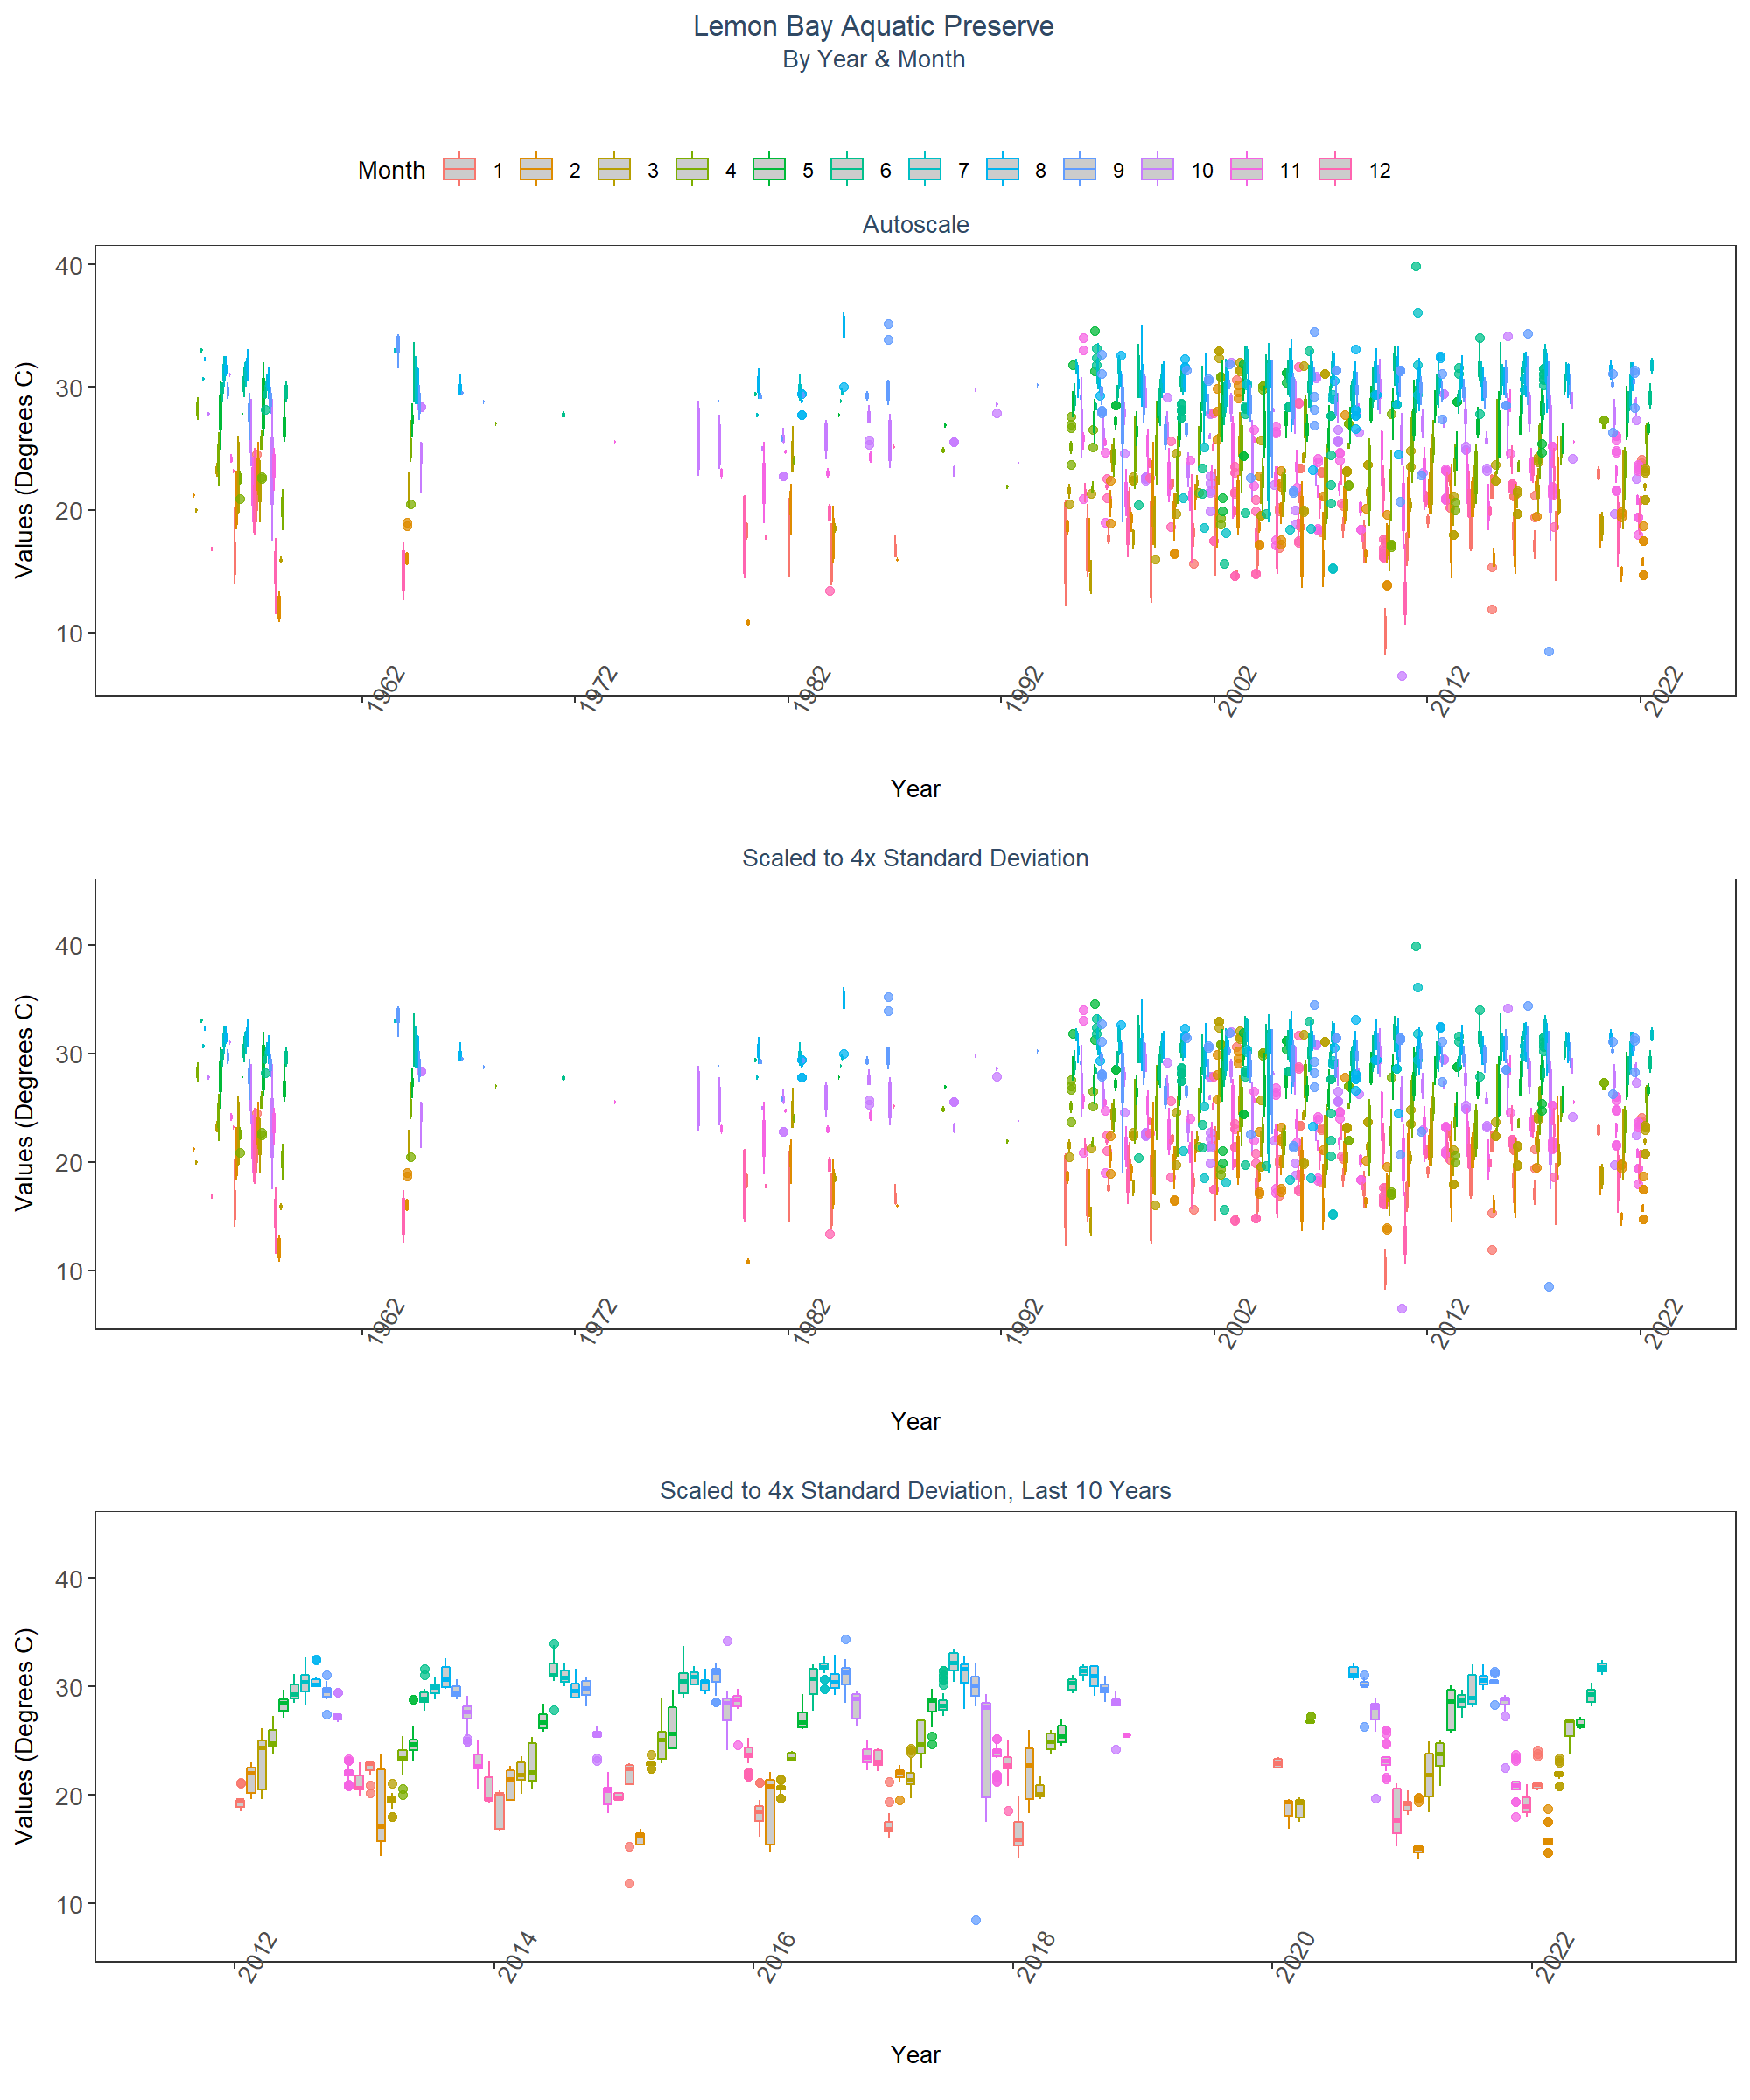 Lemon Bay Aquatic Preserve
By Year & Month
Month 1 2 3 4 5 6 7 8 9 10 11 12
Autoscale
Values (Degrees C)
40
30
20
10
1962 1972 1982 1992 2002 2012 2022
Year
Scaled to 4x Standard Deviation
Values (Degrees C)
40
30
20
10
1962 1972 1982 1992 2002 2012 2022
Year
Scaled to 4x Standard Deviation, Last 10 Years
Values (Degrees C)
40
30
20
10
2012 2014 2016 2018 2020 2022
Year